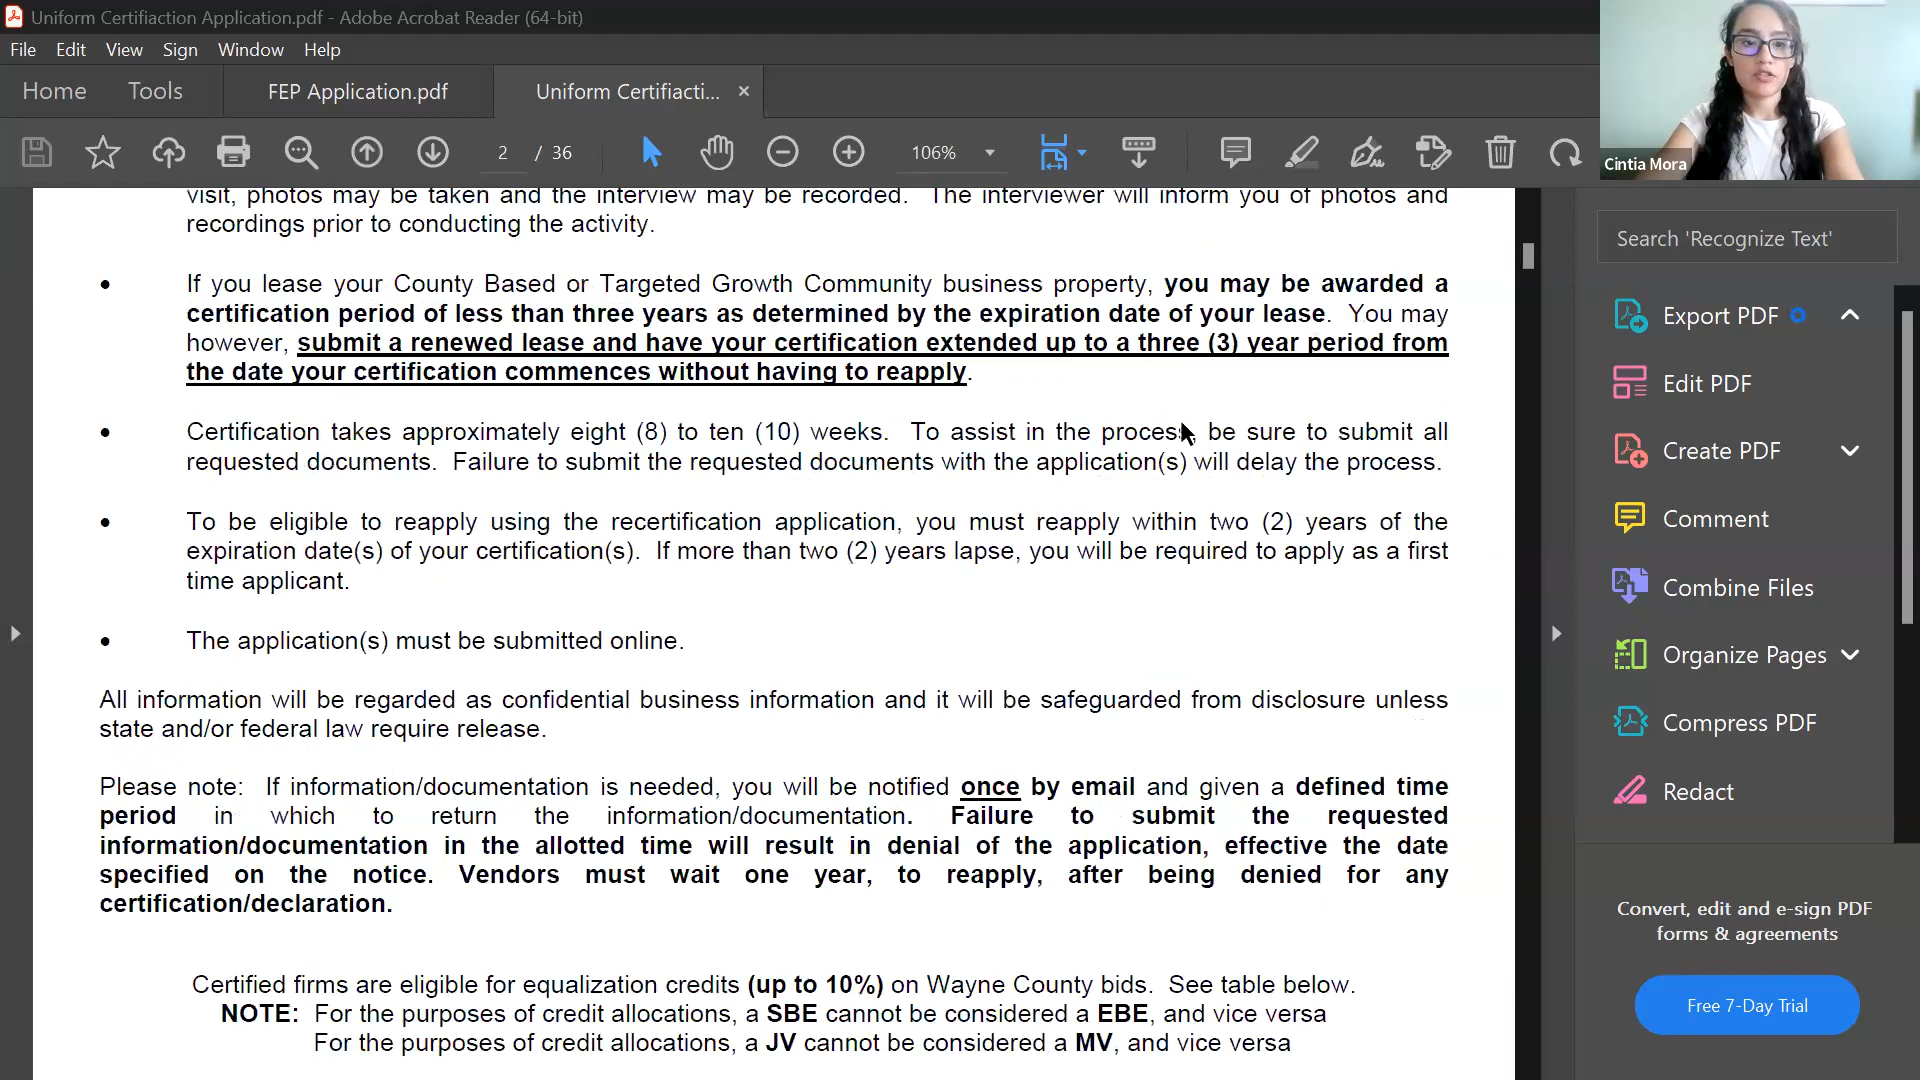 Uniform Certifiaction Application.pdf - Adobe Acrobat Reader (64-bit)
File Edit View Sign Window Help
Home Tools FEP Application.pdf Uniform Certifiacti... ×
2 / 36 106%
Cintia Mora
visit, photos may be taken and the interview may be recorded. The interviewer will inform you of photos and
recordings prior to conducting the activity.
• If you lease your County Based or Targeted Growth Community business property, you may be awarded a
certification period of less than three years as determined by the expiration date of your lease. You may
however, submit a renewed lease and have your certification extended up to a three (3) year period from
the date your certification commences without having to reapply.
• Certification takes approximately eight (8) to ten (10) weeks. To assist in the process, be sure to submit all
requested documents. Failure to submit the requested documents with the application(s) will delay the process.
• To be eligible to reapply using the recertification application, you must reapply within two (2) years of the
expiration date(s) of your certification(s). If more than two (2) years lapse, you will be required to apply as a first
time applicant.
• The application(s) must be submitted online.
All information will be regarded as confidential business information and it will be safeguarded from disclosure unless
state and/or federal law require release.
Please note: If information/documentation is needed, you will be notified once by email and given a defined time
period in which to return the information/documentation. Failure to submit the requested
information/documentation in the allotted time will result in denial of the application, effective the date
specified on the notice. Vendors must wait one year, to reapply, after being denied for any
certification/declaration.
Certified firms are eligible for equalization credits (up to 10%) on Wayne County bids. See table below.
NOTE: For the purposes of credit allocations, a SBE cannot be considered a EBE, and vice versa
For the purposes of credit allocations, a JV cannot be considered a MV, and vice versa
Search 'Recognize Text'
Export PDF
Edit PDF
Create PDF
Comment
Combine Files
Organize Pages
Compress PDF
Redact
Convert, edit and e-sign PDF
forms & agreements
Free 7-Day Trial